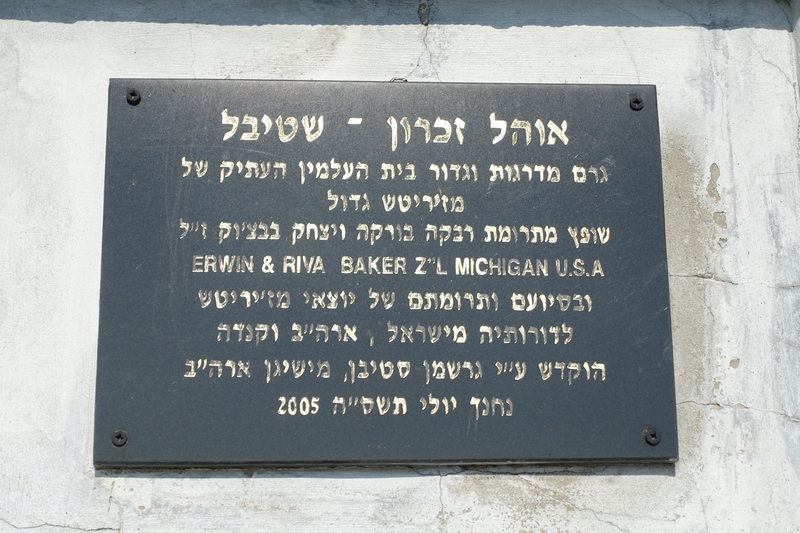 אוהל זכרון - שטיבל
גרם מדרגות וגדור בית העלמין העתיק של
מז'יריטש גדול
שופץ מתרומת רבקה בורקה ויצחק בבצ'וק ז"ל
ERWIN & RIVA BAKER Z"L MICHIGAN U.S.A
ובסיועם ותרומתם של יוצאי מז'יריטש
לדורותיה מישראל , ארה"ב וקנדה
הוקדש ע"י גרשמן סטיבן, מישיגן ארה"ב
נחנך יולי תשס"ה 2005